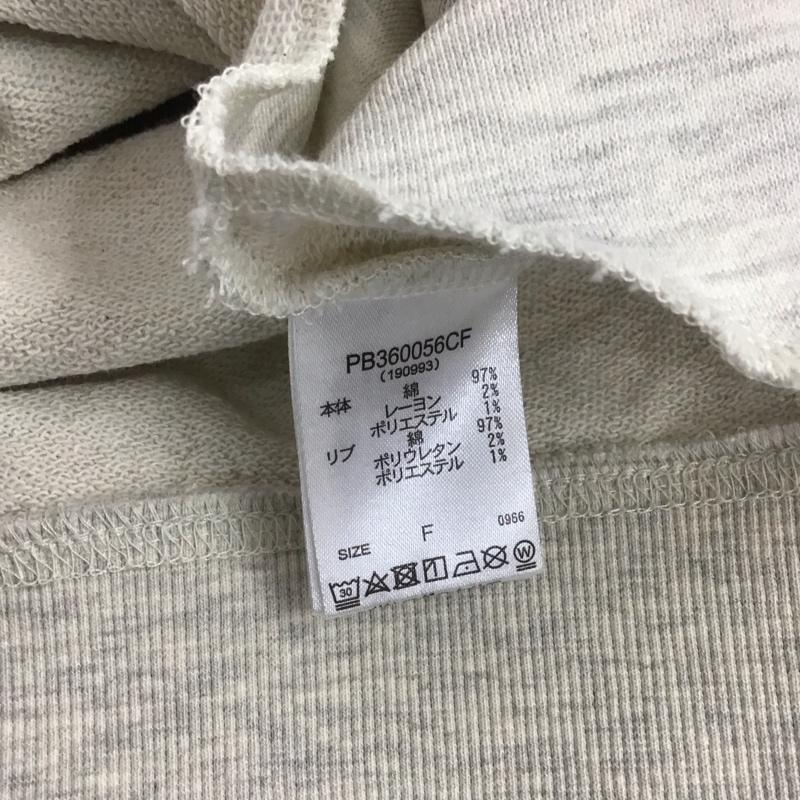 PB360056CF
(190993)
本体 綿 97%
レーヨン 2%
ポリエステル 1%
リブ 綿 97%
ポリウレタン 2%
ポリエステル 1%
SIZE F 0966
30 W